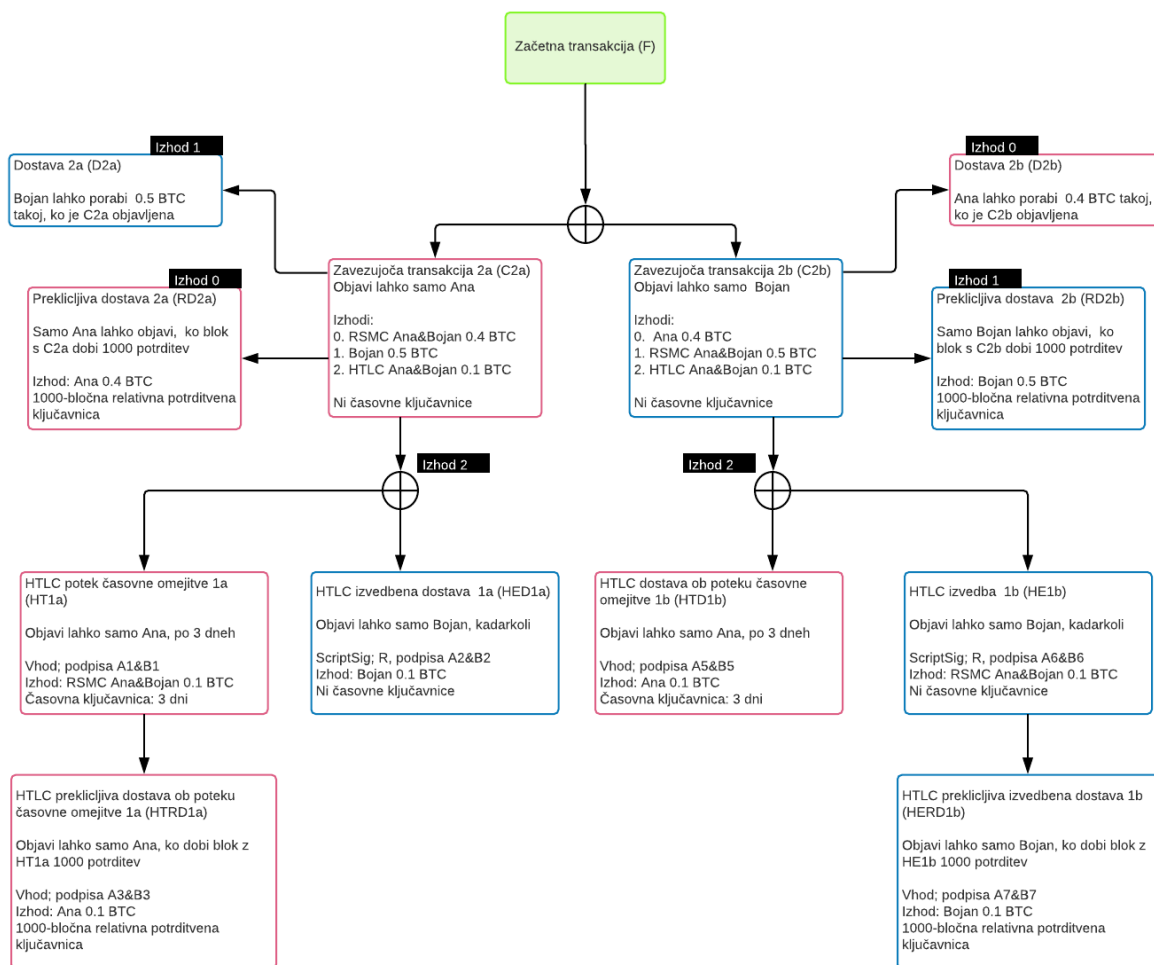 Začetna transakcija (F)
Izhod 1
Dostava 2a (D2a)
Bojan lahko porabi 0.5 BTC
takoj, ko je C2a objavljena
Izhod 0
Dostava 2b (D2b)
Ana lahko porabi 0.4 BTC takoj,
ko je C2b objavljena
Izhod 0
Preklicljiva dostava 2a (RD2a)
Samo Ana lahko objavi, ko blok
s C2a dobi 1000 potrditev
Izhod: Ana 0.4 BTC
1000-bločna relativna potrditvena
ključavnica
Zavezujoča transakcija 2a (C2a)
Objavi lahko samo Ana
Izhodi:
0. RSMC Ana&Bojan 0.4 BTC
1. Bojan 0.5 BTC
2. HTLC Ana&Bojan 0.1 BTC
Ni časovne ključavnice
Zavezujoča transakcija 2b (C2b)
Objavi lahko samo Bojan
Izhodi:
0. Ana 0.4 BTC
1. RSMC Ana&Bojan 0.5 BTC
2. HTLC Ana&Bojan 0.1 BTC
Ni časovne ključavnice
Izhod 1
Preklicljiva dostava 2b (RD2b)
Samo Bojan lahko objavi, ko
blok s C2b dobi 1000 potrditev
Izhod: Bojan 0.5 BTC
1000-bločna relativna potrditvena
ključavnica
Izhod 2
Izhod 2
HTLC potek časovne omejitve 1a
(HT1a)
Objavi lahko samo Ana, po 3 dneh
Vhod; podpisa A1&B1
Izhod: RSMC Ana&Bojan 0.1 BTC
Časovna ključavnica: 3 dni
HTLC izvedbena dostava 1a (HED1a)
Objavi lahko samo Bojan, kadarkoli
ScriptSig; R, podpisa A2&B2
Izhod: Bojan 0.1 BTC
Ni časovne ključavnice
HTLC dostava ob poteku časovne
omejitve 1b (HTD1b)
Objavi lahko samo Ana, po 3 dneh
Vhod; podpisa A5&B5
Izhod: Ana 0.1 BTC
Časovna ključavnica: 3 dni
HTLC izvedba 1b (HE1b)
Objavi lahko samo Bojan, kadarkoli
ScriptSig; R, podpisa A6&B6
Izhod: RSMC Ana&Bojan 0.1 BTC
Ni časovne ključavnice
HTLC preklicljiva dostava ob poteku
časovne omejitve 1a (HTRD1a)
Objavi lahko samo Ana, ko dobi blok z
HT1a 1000 potrditev
Vhod; podpisa A3&B3
Izhod: Ana 0.1 BTC
1000-bločna relativna potrditvena
ključavnica
HTLC preklicljiva izvedbena dostava 1b
(HERD1b)
Objavi lahko samo Bojan, ko dobi blok z
HE1b 1000 potrditev
Vhod; podpisa A7&B7
Izhod: Bojan 0.1 BTC
1000-bločna relativna potrditvena
ključavnica